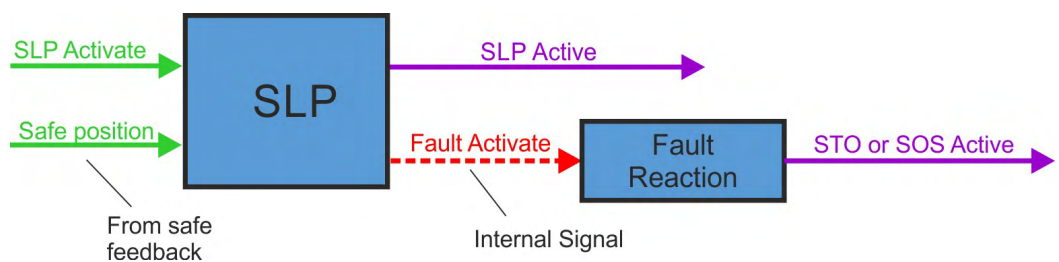 SLP Activate
SLP Active
SLP
Safe position
Fault Activate
Fault
Reaction
STO or SOS Active
From safe
feedback
Internal Signal